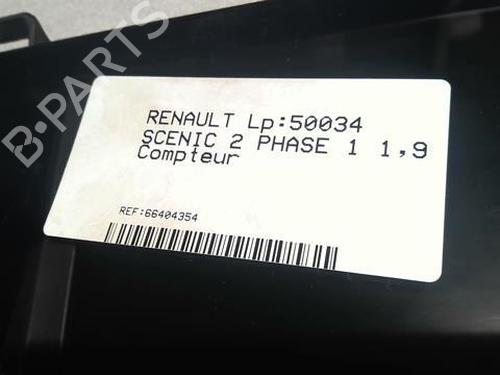 B-PARTS
RENAULT Lp:50034
SCENIC 2 PHASE 1 1,9
Compteur
REF:66404354